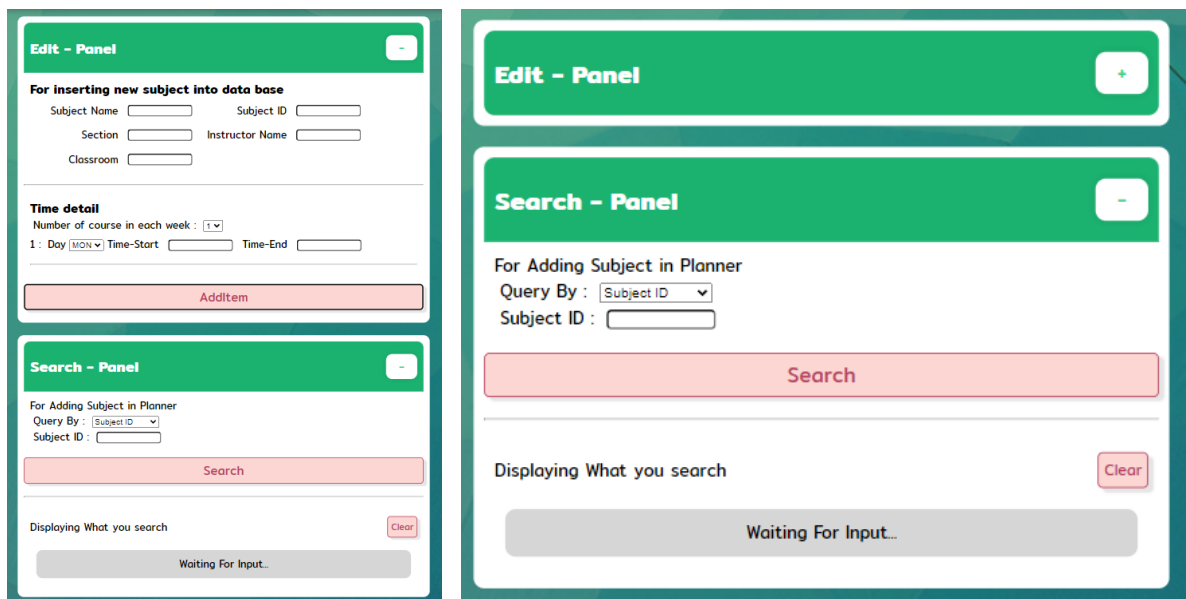 Edit - Panel -
For inserting new subject into data base
Subject Name Subject ID
Section Instructor Name
Classroom
Time detail
Number of course in each week : 1
1 : Day MON Time-Start Time-End
AddItem
Search - Panel -
For Adding Subject in Planner
Query By : Subject ID
Subject ID :
Search
Displaying What you search Clear
Waiting For Input...
Edit - Panel +
Search - Panel -
For Adding Subject in Planner
Query By : Subject ID
Subject ID :
Search
Displaying What you search Clear
Waiting For Input...